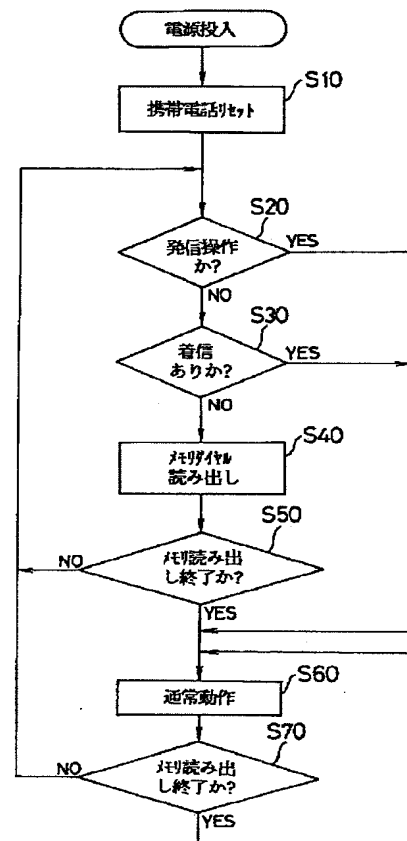 電源投入
S10
携帯電話リセット
S20
発信操作
か?
YES
NO
S30
着信
ありか?
YES
NO
S40
メモリダイヤル
読み出し
S50
メモリ読み出
し終了か?
NO
YES
S60
通常動作
S70
メモリ読み出
し終了か?
NO
YES